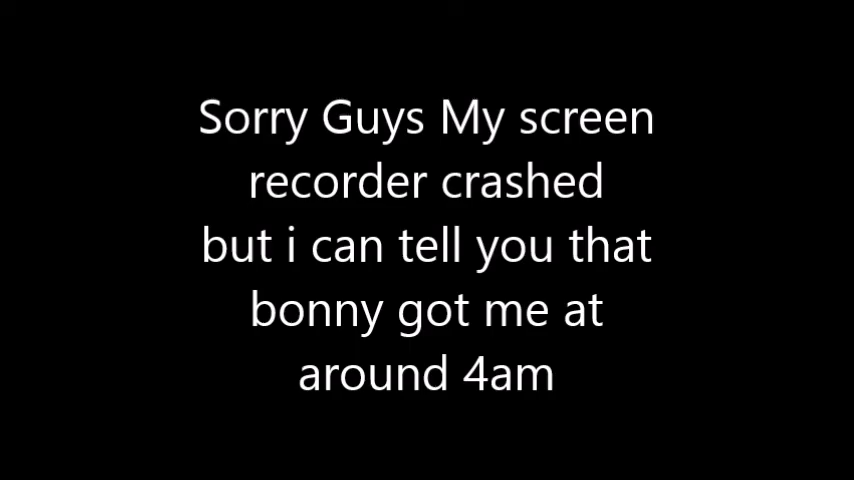 Sorry Guys My screen
recorder crashed
but i can tell you that
bonny got me at
around 4am